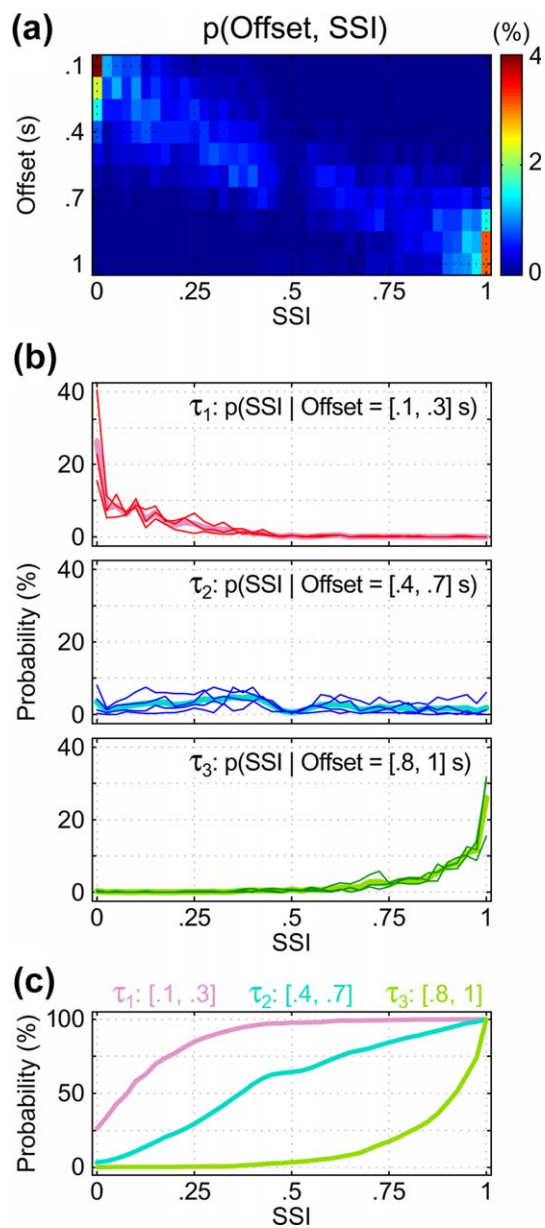 (a)
p(Offset, SSI)
(%)
Offset (s)
.1
.4
.7
1
0
.25
.5
.75
1
SSI
4
2
0
(b)
Probability (%)
40
20
0
τ1: p(SSI | Offset = [.1, .3] s)
40
20
0
τ2: p(SSI | Offset = [.4, .7] s)
40
20
0
τ3: p(SSI | Offset = [.8, 1] s)
0
.25
.5
.75
1
SSI
(c)
τ1: [.1, .3]
τ2: [.4, .7]
τ3: [.8, 1]
Probability (%)
100
50
0
0
.25
.5
.75
1
SSI